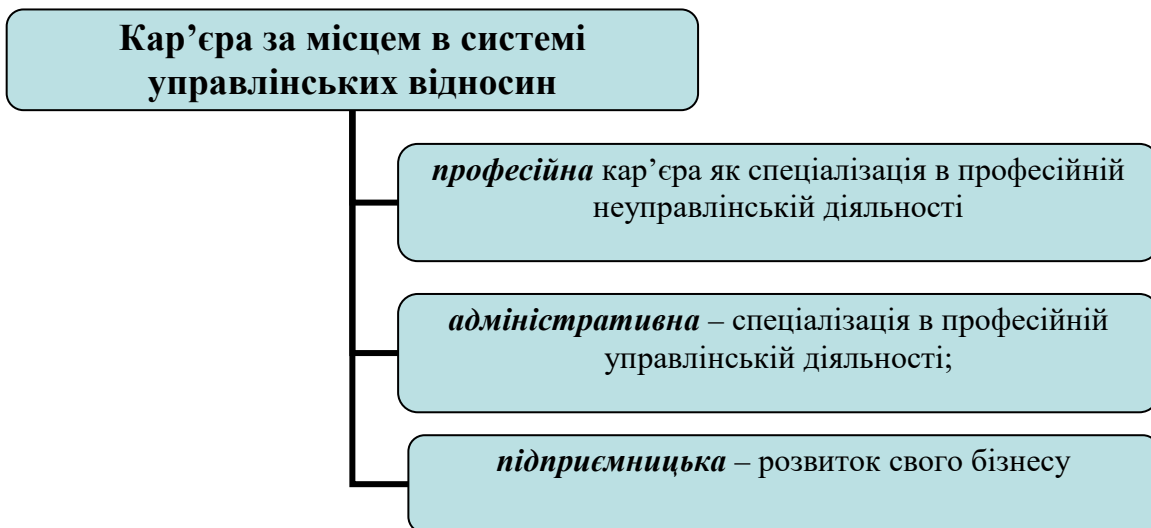 Кар’єра за місцем в системі
управлінських відносин
професійна кар’єра як спеціалізація в професійній
неуправлінській діяльності
адміністративна – спеціалізація в професійній
управлінській діяльності;
підприємницька – розвиток свого бізнесу